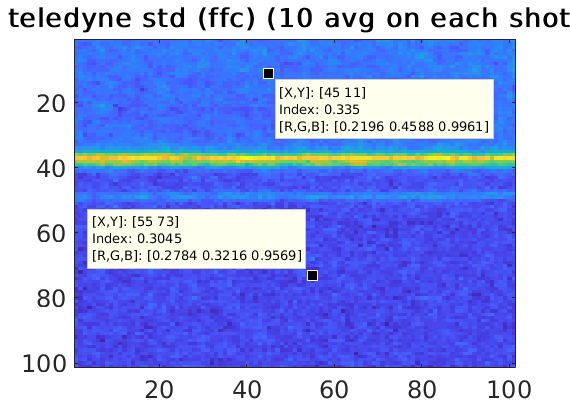 teledyne std (ffc) (10 avg on each shot
[X,Y]: [45 11]
Index: 0.335
[R,G,B]: [0.2196 0.4588 0.9961]
[X,Y]: [55 73]
Index: 0.3045
[R,G,B]: [0.2784 0.3216 0.9569]
20
40
60
80
100
20 40 60 80 100